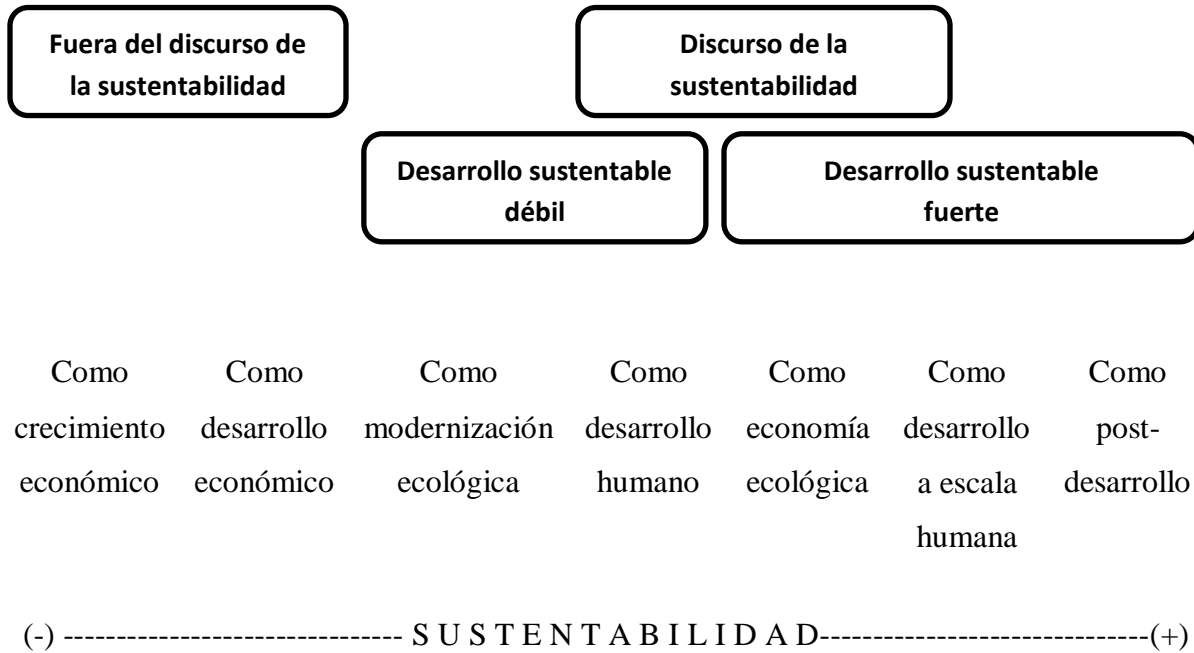 Fuera del discurso de
la sustentabilidad
Discurso de la
sustentabilidad
Desarrollo sustentable
débil
Desarrollo sustentable
fuerte
Como
crecimiento
económico
Como
desarrollo
económico
Como
modernización
ecológica
Como
desarrollo
humano
Como
economía
ecológica
Como
desarrollo
a escala
humana
Como
post-
desarrollo
(-) -------------------------------- S U S T E N T A B I L I D A D-------------------------------(+)